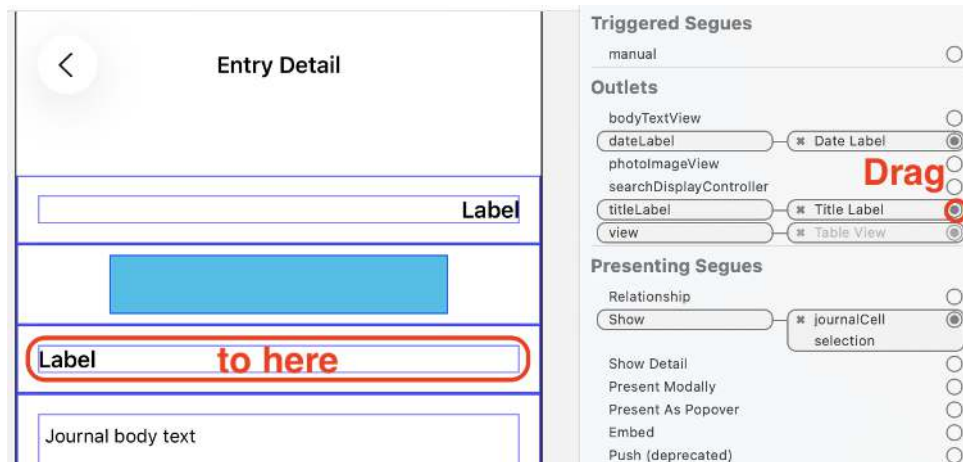 Entry Detail
Label
Label
to here
Journal body text
Triggered Segues
manual
Outlets
bodyTextView
dateLabel
Date Label
photoImageView
Drag
searchDisplayController
titleLabel
Title Label
view
Table View
Presenting Segues
Relationship
Show
journalCell
selection
Show Detail
Present Modally
Present As Popover
Embed
Push (deprecated)